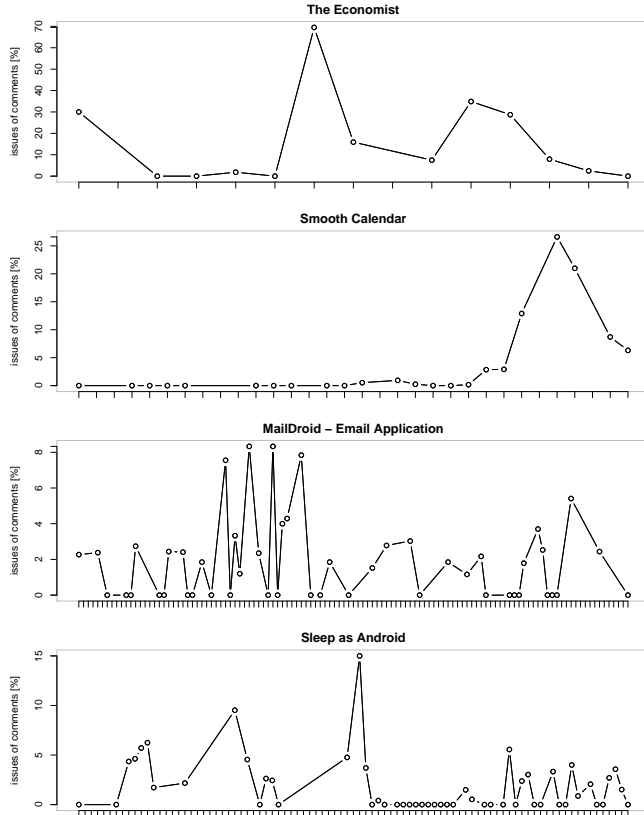 The Economist
issues of comments [%]
70
60
50
40
30
20
10
0
Smooth Calendar
issues of comments [%]
25
20
15
10
5
0
MailDroid – Email Application
issues of comments [%]
8
6
4
2
0
Sleep as Android
issues of comments [%]
15
10
5
0